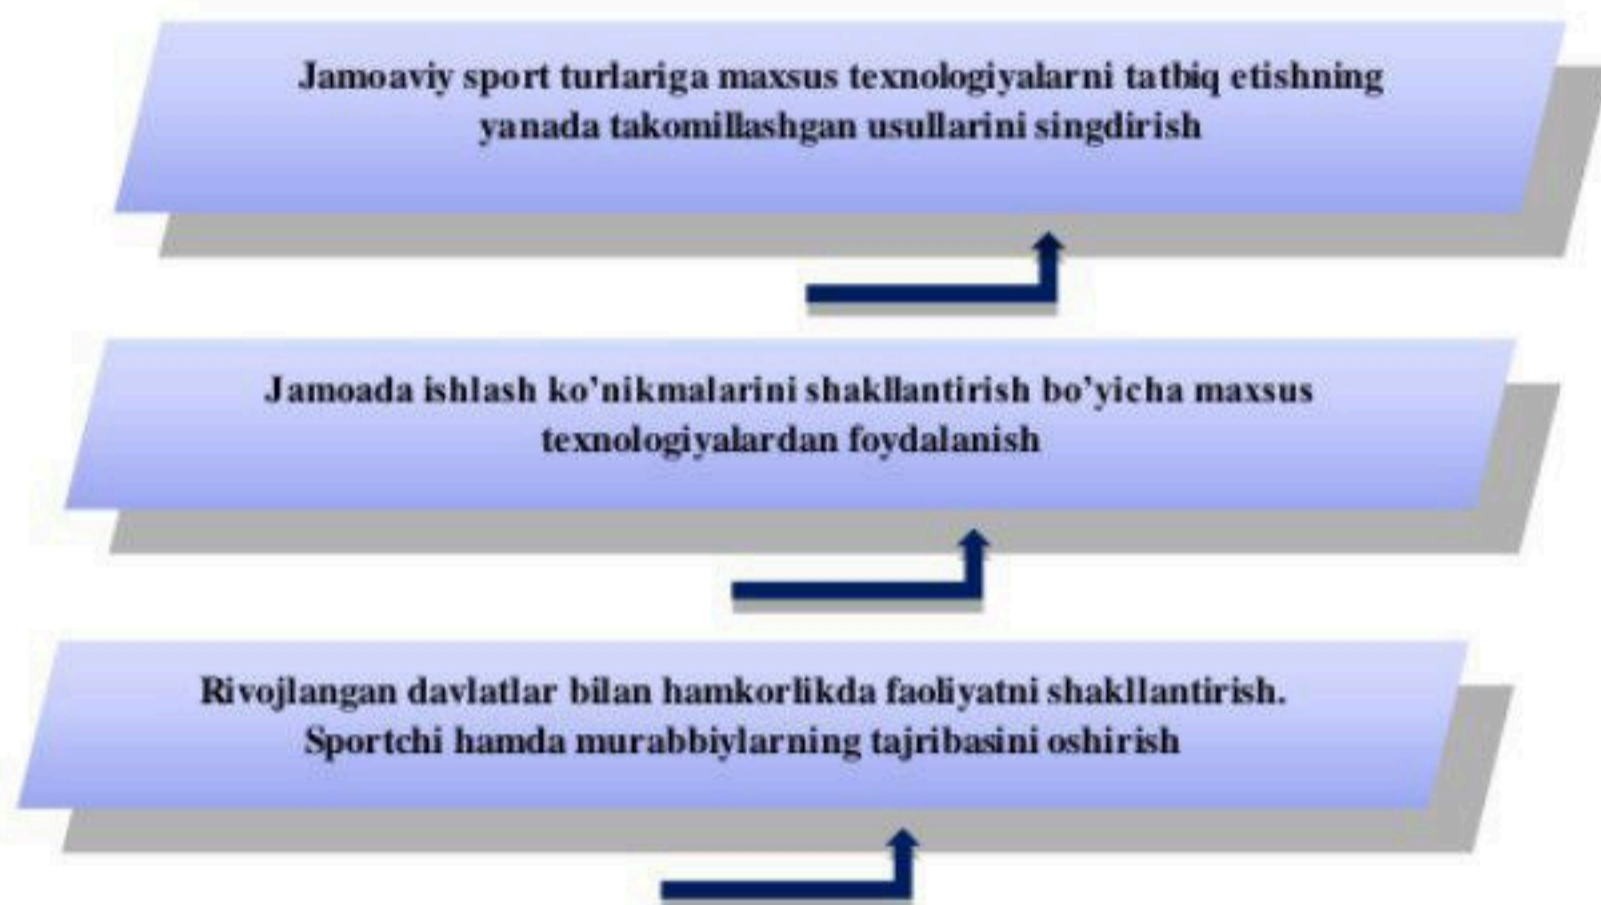 Jamoaviy sport turlariga maxsus texnologiyalarni tatbiq etishning
yanada takomillashgan usullarini singdirish
Jamoada ishlash ko’nikmalarini shakllantirish bo’yicha maxsus
texnologiyalardan foydalanish
Rivojlangan davlatlar bilan hamkorlikda faoliyatni shakllantirish.
Sportchi hamda murabbiylarning tajribasini oshirish